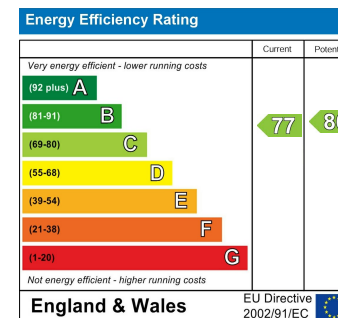 Energy Efficiency Rating
Current
Very energy efficient - lower running costs
(92 plus) A
(81-91) B
(69-80) C
(55-68) D
(39-54) E
(21-38) F
(1-20) G
77
Not energy efficient - higher running costs
England & Wales
EU Directive
2002/91/EC